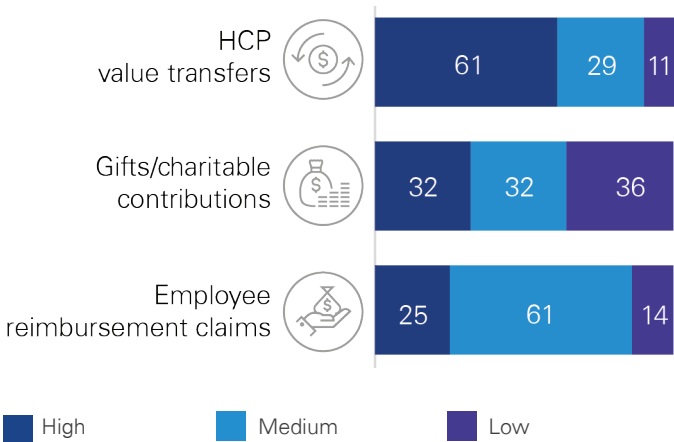 HCP
value transfers
$
61 29 11
Gifts/charitable
contributions
$
32 32 36
Employee
reimbursement claims
$
25 61 14
High Medium Low